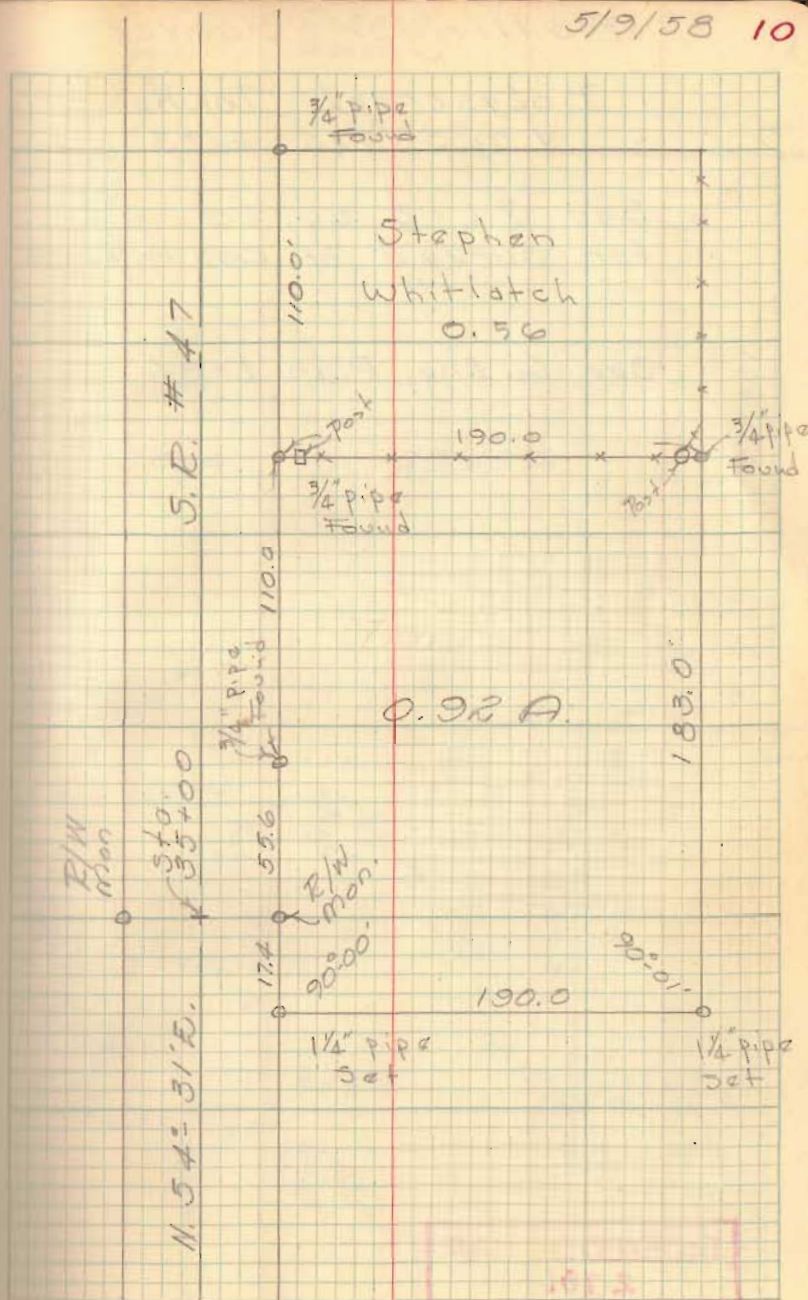 5/9/58 10
3/4" pipe
Found
Stephen
Whitlatch
0.56
110.0'
S.R. # 47
Post
190.0
3/4" pipe
Found
Post
3/4" pipe
Found
110.0
3/4" pipe
Found
0.92 A.
183.0'
R/W
Mon
Sta.
35+00
55.6
R/W
Mon.
17.4
90°00'
90°-01'
190.0
1 1/4" pipe
Set
1 1/4" pipe
Set
N. 54°-31' E.